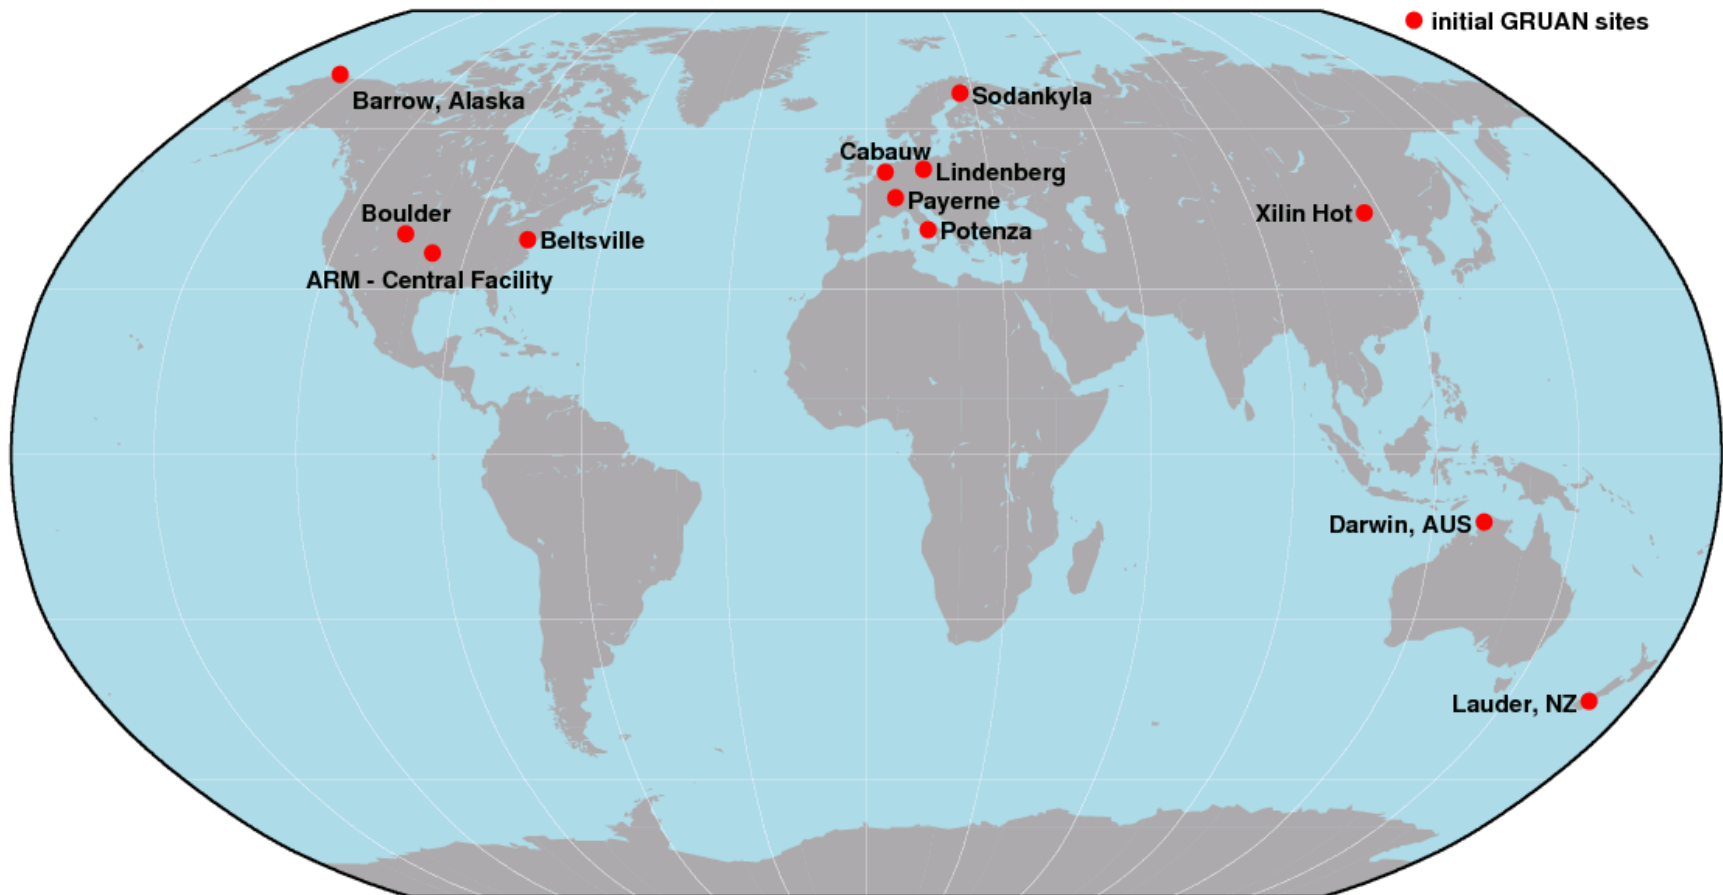 initial GRUAN sites
Barrow, Alaska
Sodankyla
Cabauw
Lindenberg
Payerne
Potenza
Boulder
Beltsville
ARM - Central Facility
Xilin Hot
Darwin, AUS
Lauder, NZ